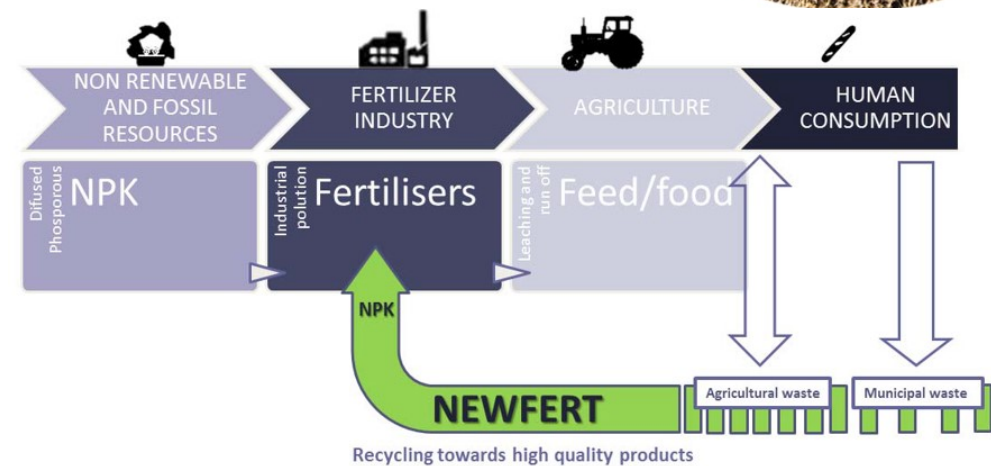 NON RENEWABLE
AND FOSSIL
RESOURCES
FERTILIZER
INDUSTRY
AGRICULTURE
HUMAN
CONSUMPTION
Difused
Phosporous
NPK
Industrial
polution
Fertilisers
Leaching and
run off
Feed/food
NPK
NEWFERT
Agricultural waste
Municipal waste
Recycling towards high quality products